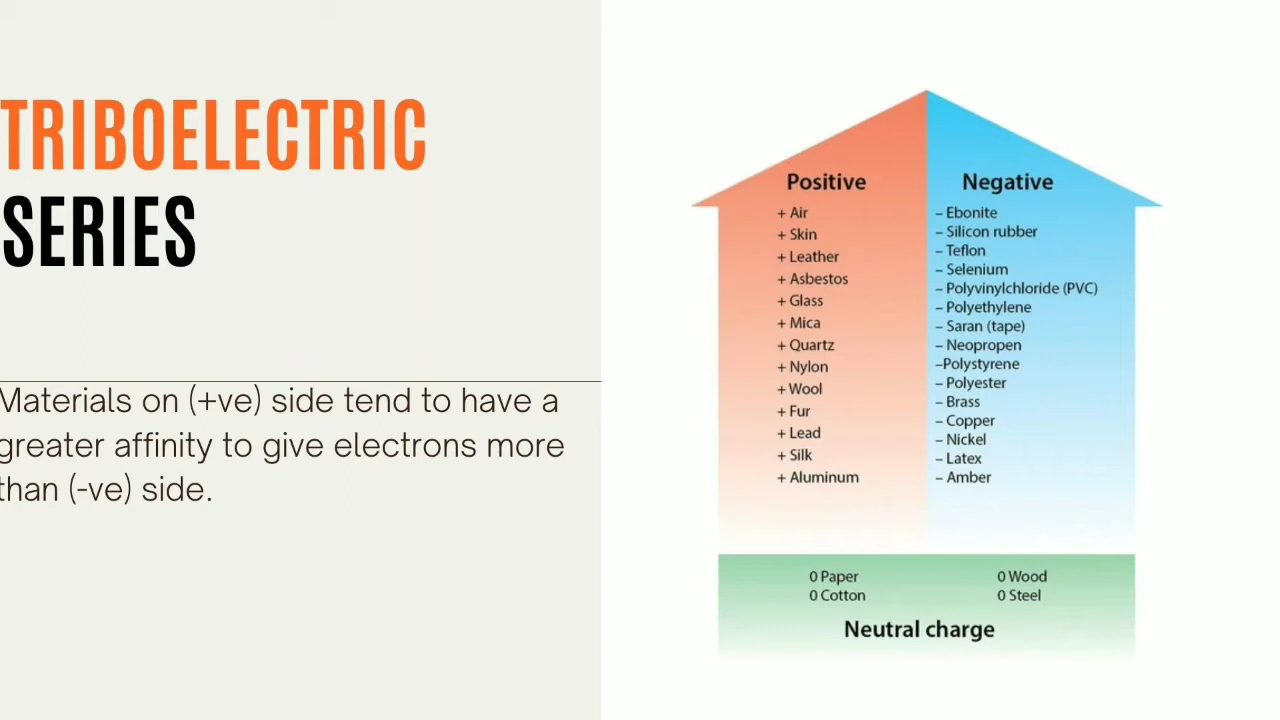 TRIBOELECTRIC
SERIES
Materials on (+ve) side tend to have a
greater affinity to give electrons more
than (-ve) side.
Positive
+ Air
+ Skin
+ Leather
+ Asbestos
+ Glass
+ Mica
+ Quartz
+ Nylon
+ Wool
+ Fur
+ Lead
+ Silk
+ Aluminum
Negative
– Ebonite
– Silicon rubber
– Teflon
– Selenium
– Polyvinylchloride (PVC)
– Polyethylene
– Saran (tape)
– Neopropen
–Polystyrene
– Polyester
– Brass
– Copper
– Nickel
– Latex
– Amber
0 Paper
0 Cotton
0 Wood
0 Steel
Neutral charge